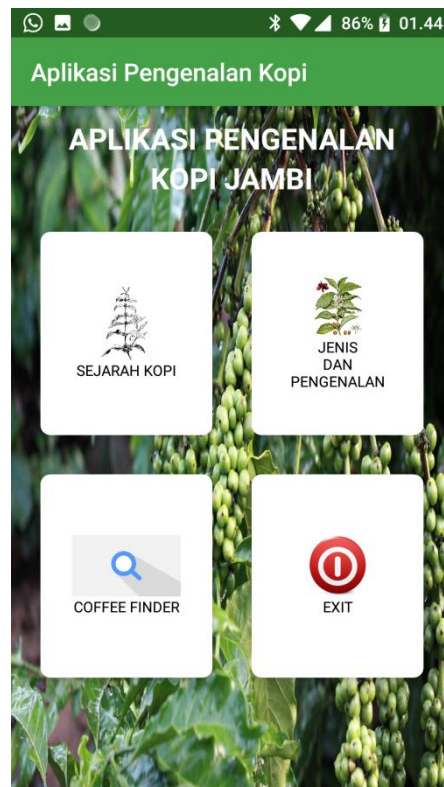 86% 01.44
Aplikasi Pengenalan Kopi
APLIKASI PENGENALAN
KOPI JAMBI
SEJARAH KOPI
JENIS
DAN
PENGENALAN
COFFEE FINDER
EXIT